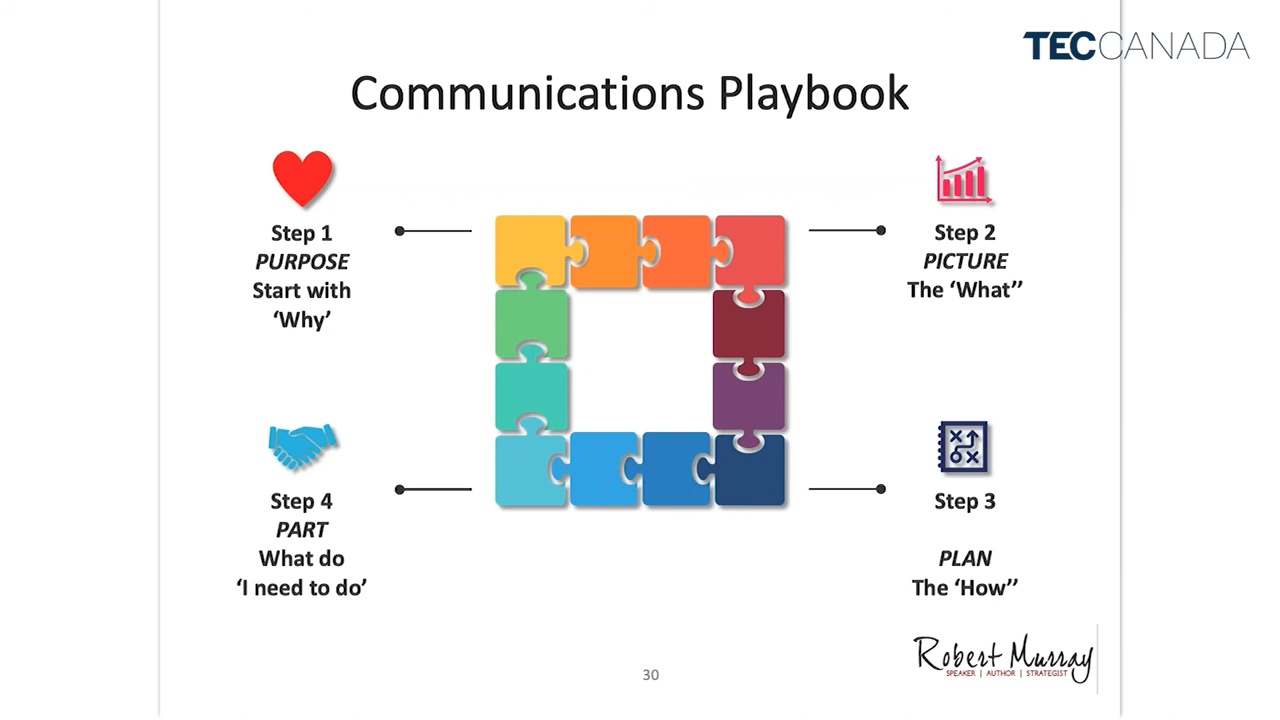 TECCANADA
Communications Playbook
Step 1
PURPOSE
Start with
‘Why’
Step 2
PICTURE
The ‘What’’
Step 4
PART
What do
‘I need to do’
Step 3
PLAN
The ‘How’’
Robert Murray
SPEAKER | AUTHOR | STRATEGIST
30